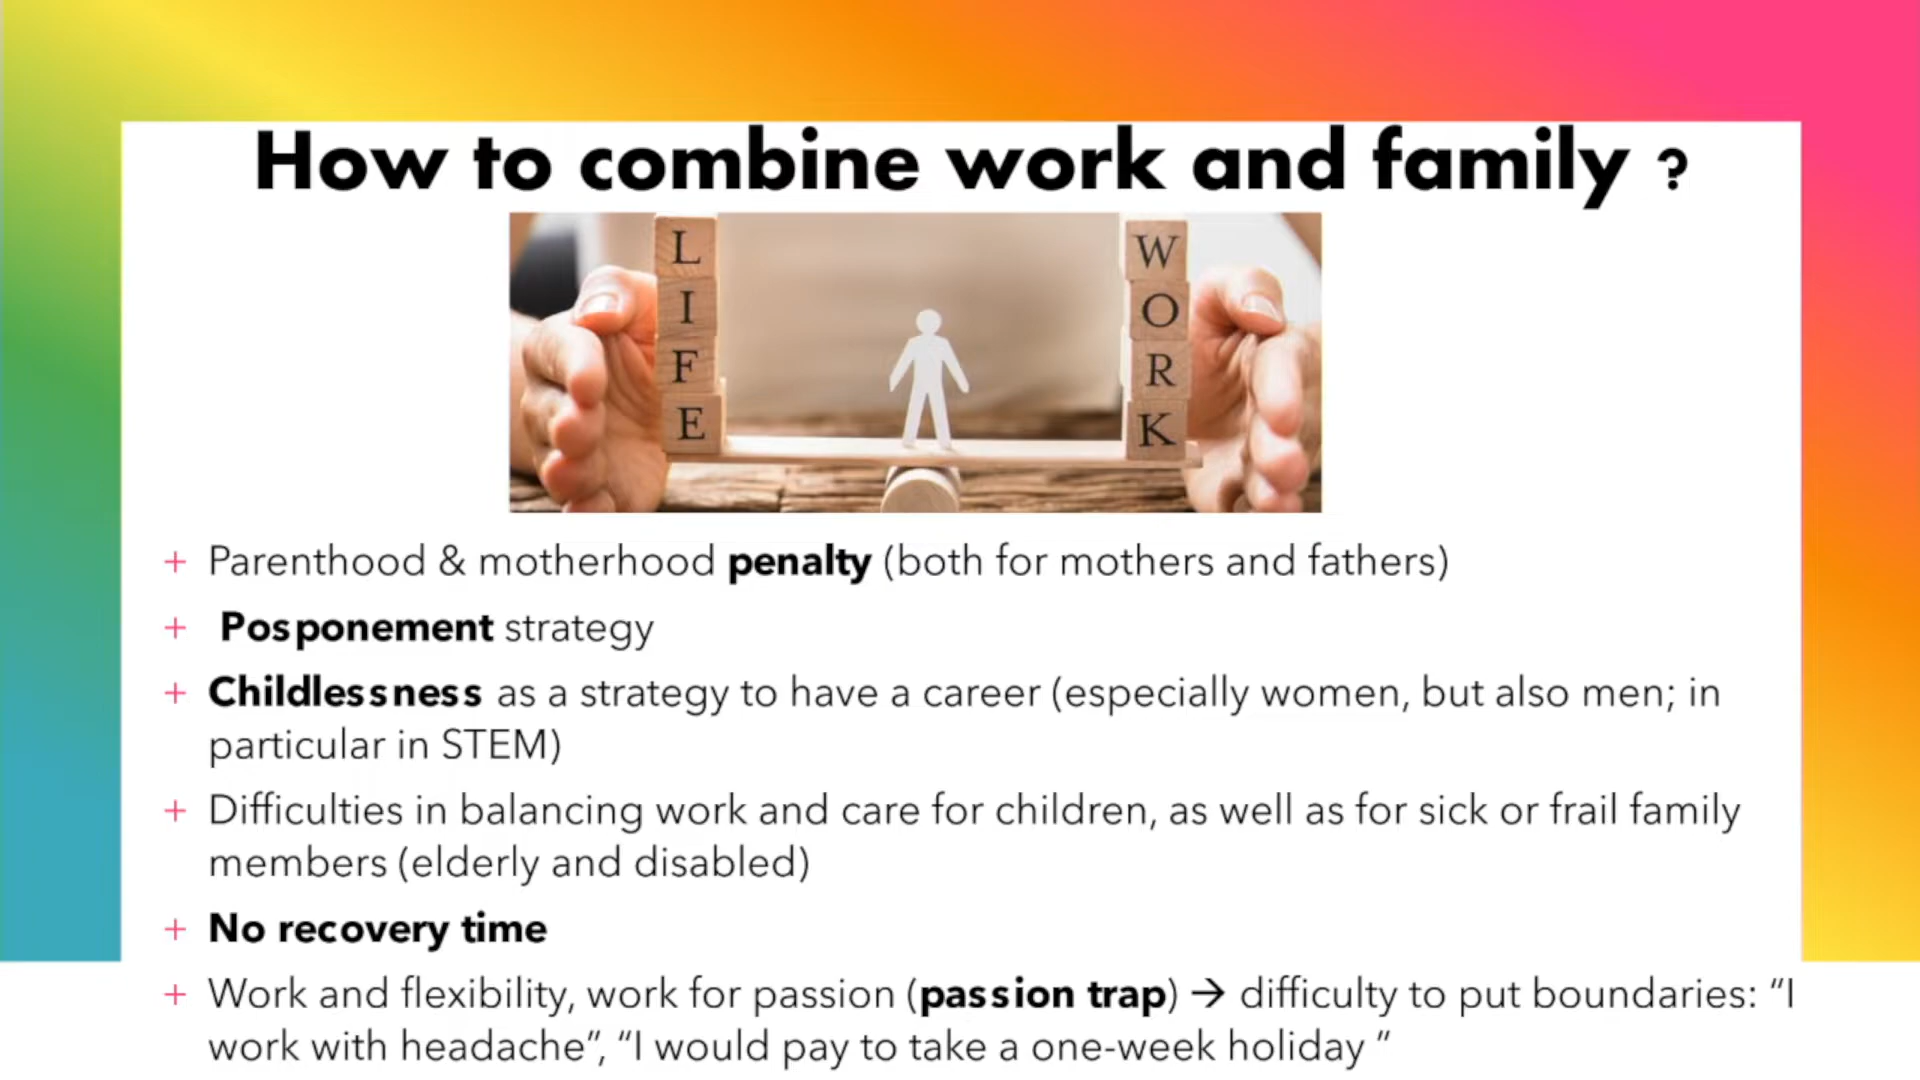 How to combine work and family ?
L
I
F
E
W
O
R
K
+ Parenthood & motherhood penalty (both for mothers and fathers)
+ Posponement strategy
+ Childlessness as a strategy to have a career (especially women, but also men; in
particular in STEM)
+ Difficulties in balancing work and care for children, as well as for sick or frail family
members (elderly and disabled)
+ No recovery time
+ Work and flexibility, work for passion (passion trap) → difficulty to put boundaries: “I
work with headache”, “I would pay to take a one-week holiday ”